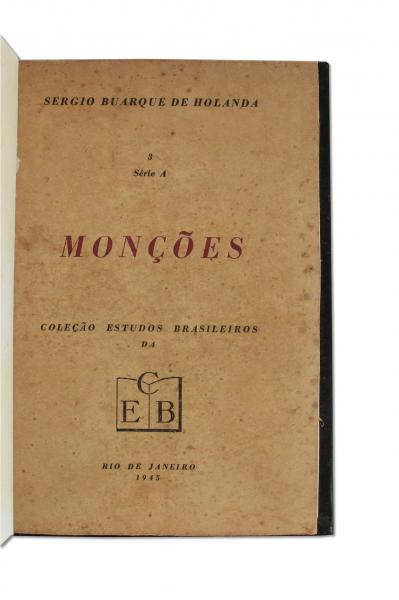 SERGIO BUARQUE DE HOLANDA
3
Série A
MONÇÕES
COLEÇÃO ESTUDOS BRASILEIROS
DA
C
E B
RIO DE JANEIRO
1945